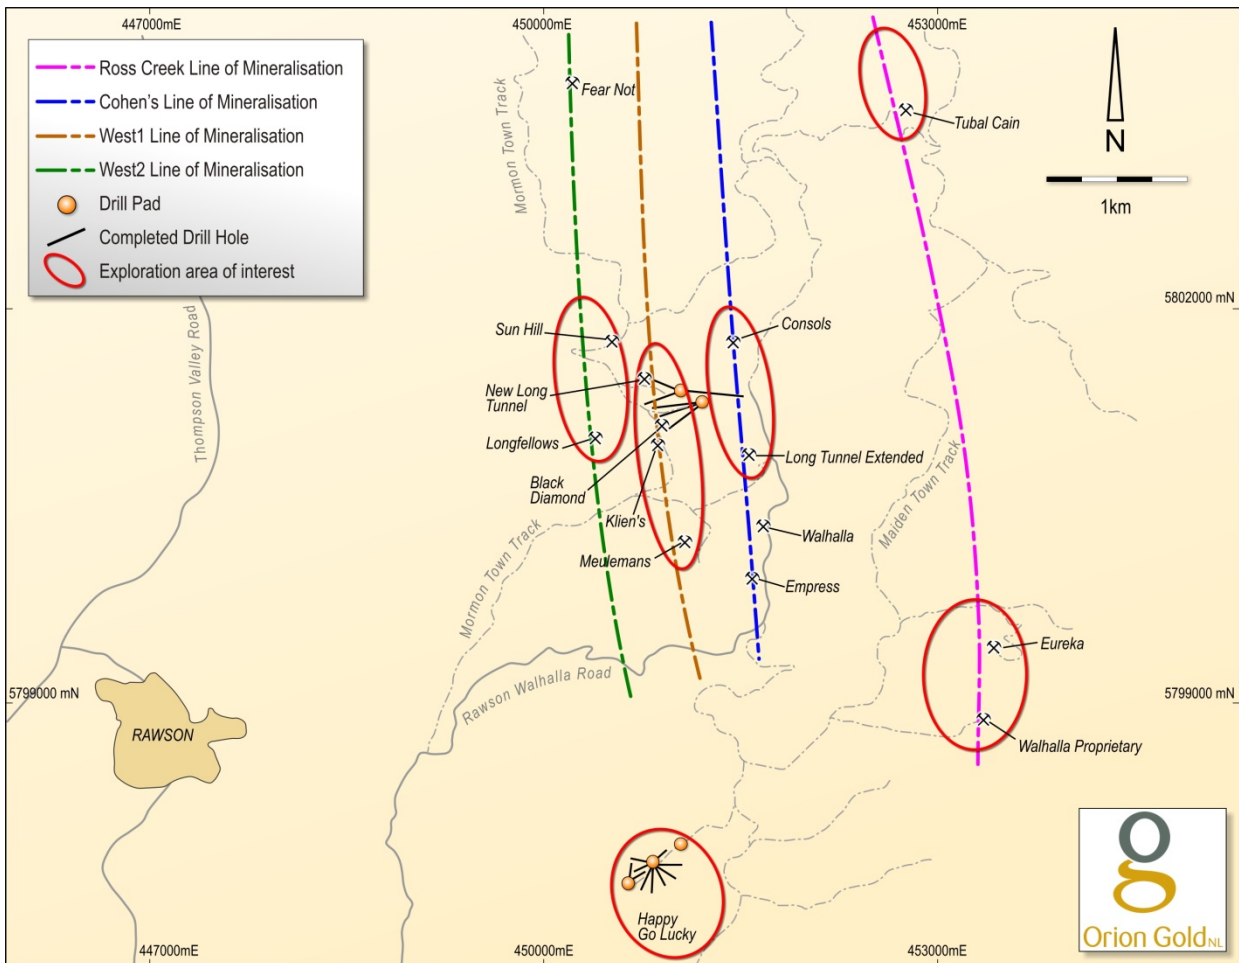 447000mE
450000mE
453000mE
Ross Creek Line of Mineralisation
Cohen's Line of Mineralisation
West1 Line of Mineralisation
West2 Line of Mineralisation
Drill Pad
Completed Drill Hole
Exploration area of interest
Fear Not
Mormon Town Track
Tubal Cain
N
1km
Thompson Valley Road
5802000 mN
Sun Hill
Consols
New Long
Tunnel
Longfellows
Long Tunnel Extended
Black
Diamond
Klien's
Maiden Town Track
Walhalla
Meulemans
Mormon Town Track
Empress
Eureka
Rawson Walhalla Road
5799000 mN
5799000 mN
RAWSON
Walhalla Proprietary
Happy
Go Lucky
g
Orion Gold NL
447000mE
450000mE
453000mE